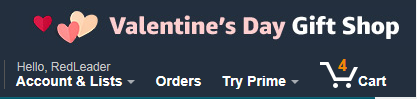 Valentine's Day Gift Shop
Hello, RedLeader
Account & Lists Orders Try Prime 4 Cart